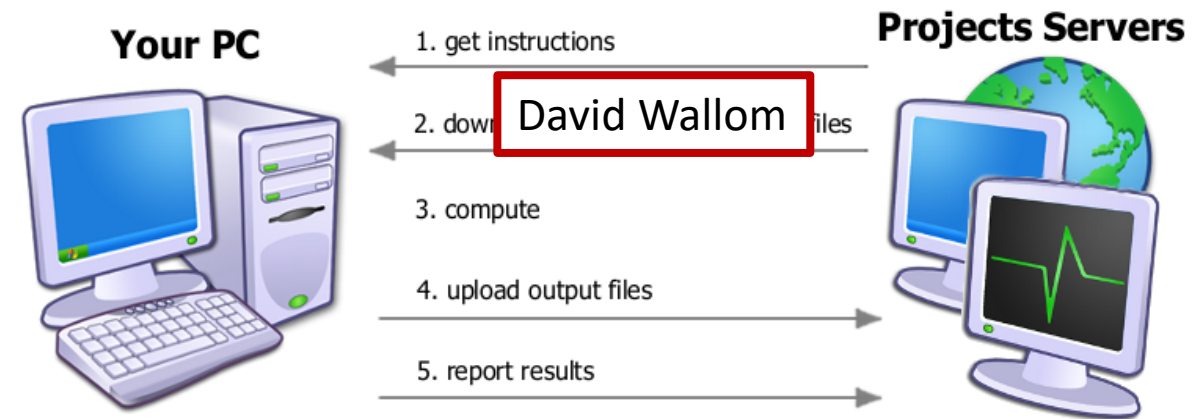 Your PC
Projects Servers
1. get instructions
2. down
David Wallom
files
3. compute
4. upload output files
5. report results